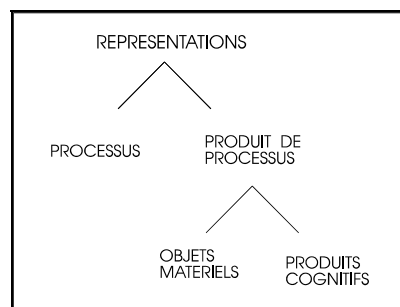 REPRESENTATIONS
PROCESSUS
PRODUIT DE
PROCESSUS
OBJETS
MATERIELS
PRODUITS
COGNITIFS